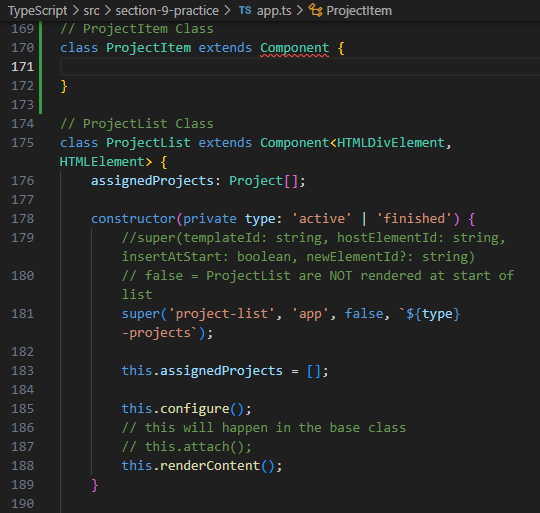 TypeScript > src > section-9-practice > TS app.ts > ProjectItem
169 // ProjectItem Class
170 class ProjectItem extends Component {
171
172 }
173
174 // ProjectList Class
175 class ProjectList extends Component<HTMLDivElement,
HTMLElement> {
176 assignedProjects: Project[];
177
178 constructor(private type: 'active' | 'finished') {
179 //super(templateId: string, hostElementId: string,
insertAtStart: boolean, newElementId?: string)
180 // false = ProjectList are NOT rendered at start of
list
181 super('project-list', 'app', false, `${type}
-projects`);
182
183 this.assignedProjects = [];
184
185 this.configure();
186 // this will happen in the base class
187 // this.attach();
188 this.renderContent();
189 }
190